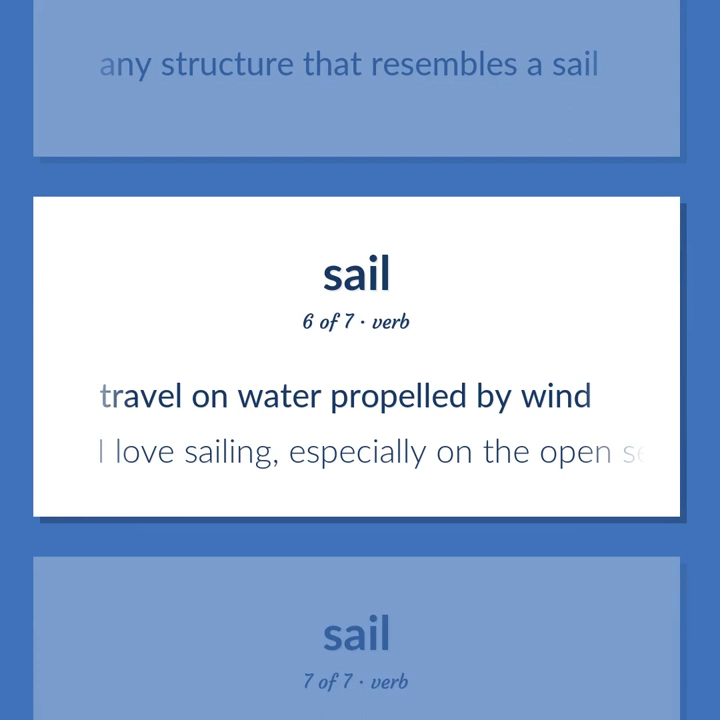 any structure that resembles a sail
sail
6 of 7 · verb
travel on water propelled by wind
I love sailing, especially on the open
sail
7 of 7 · verb